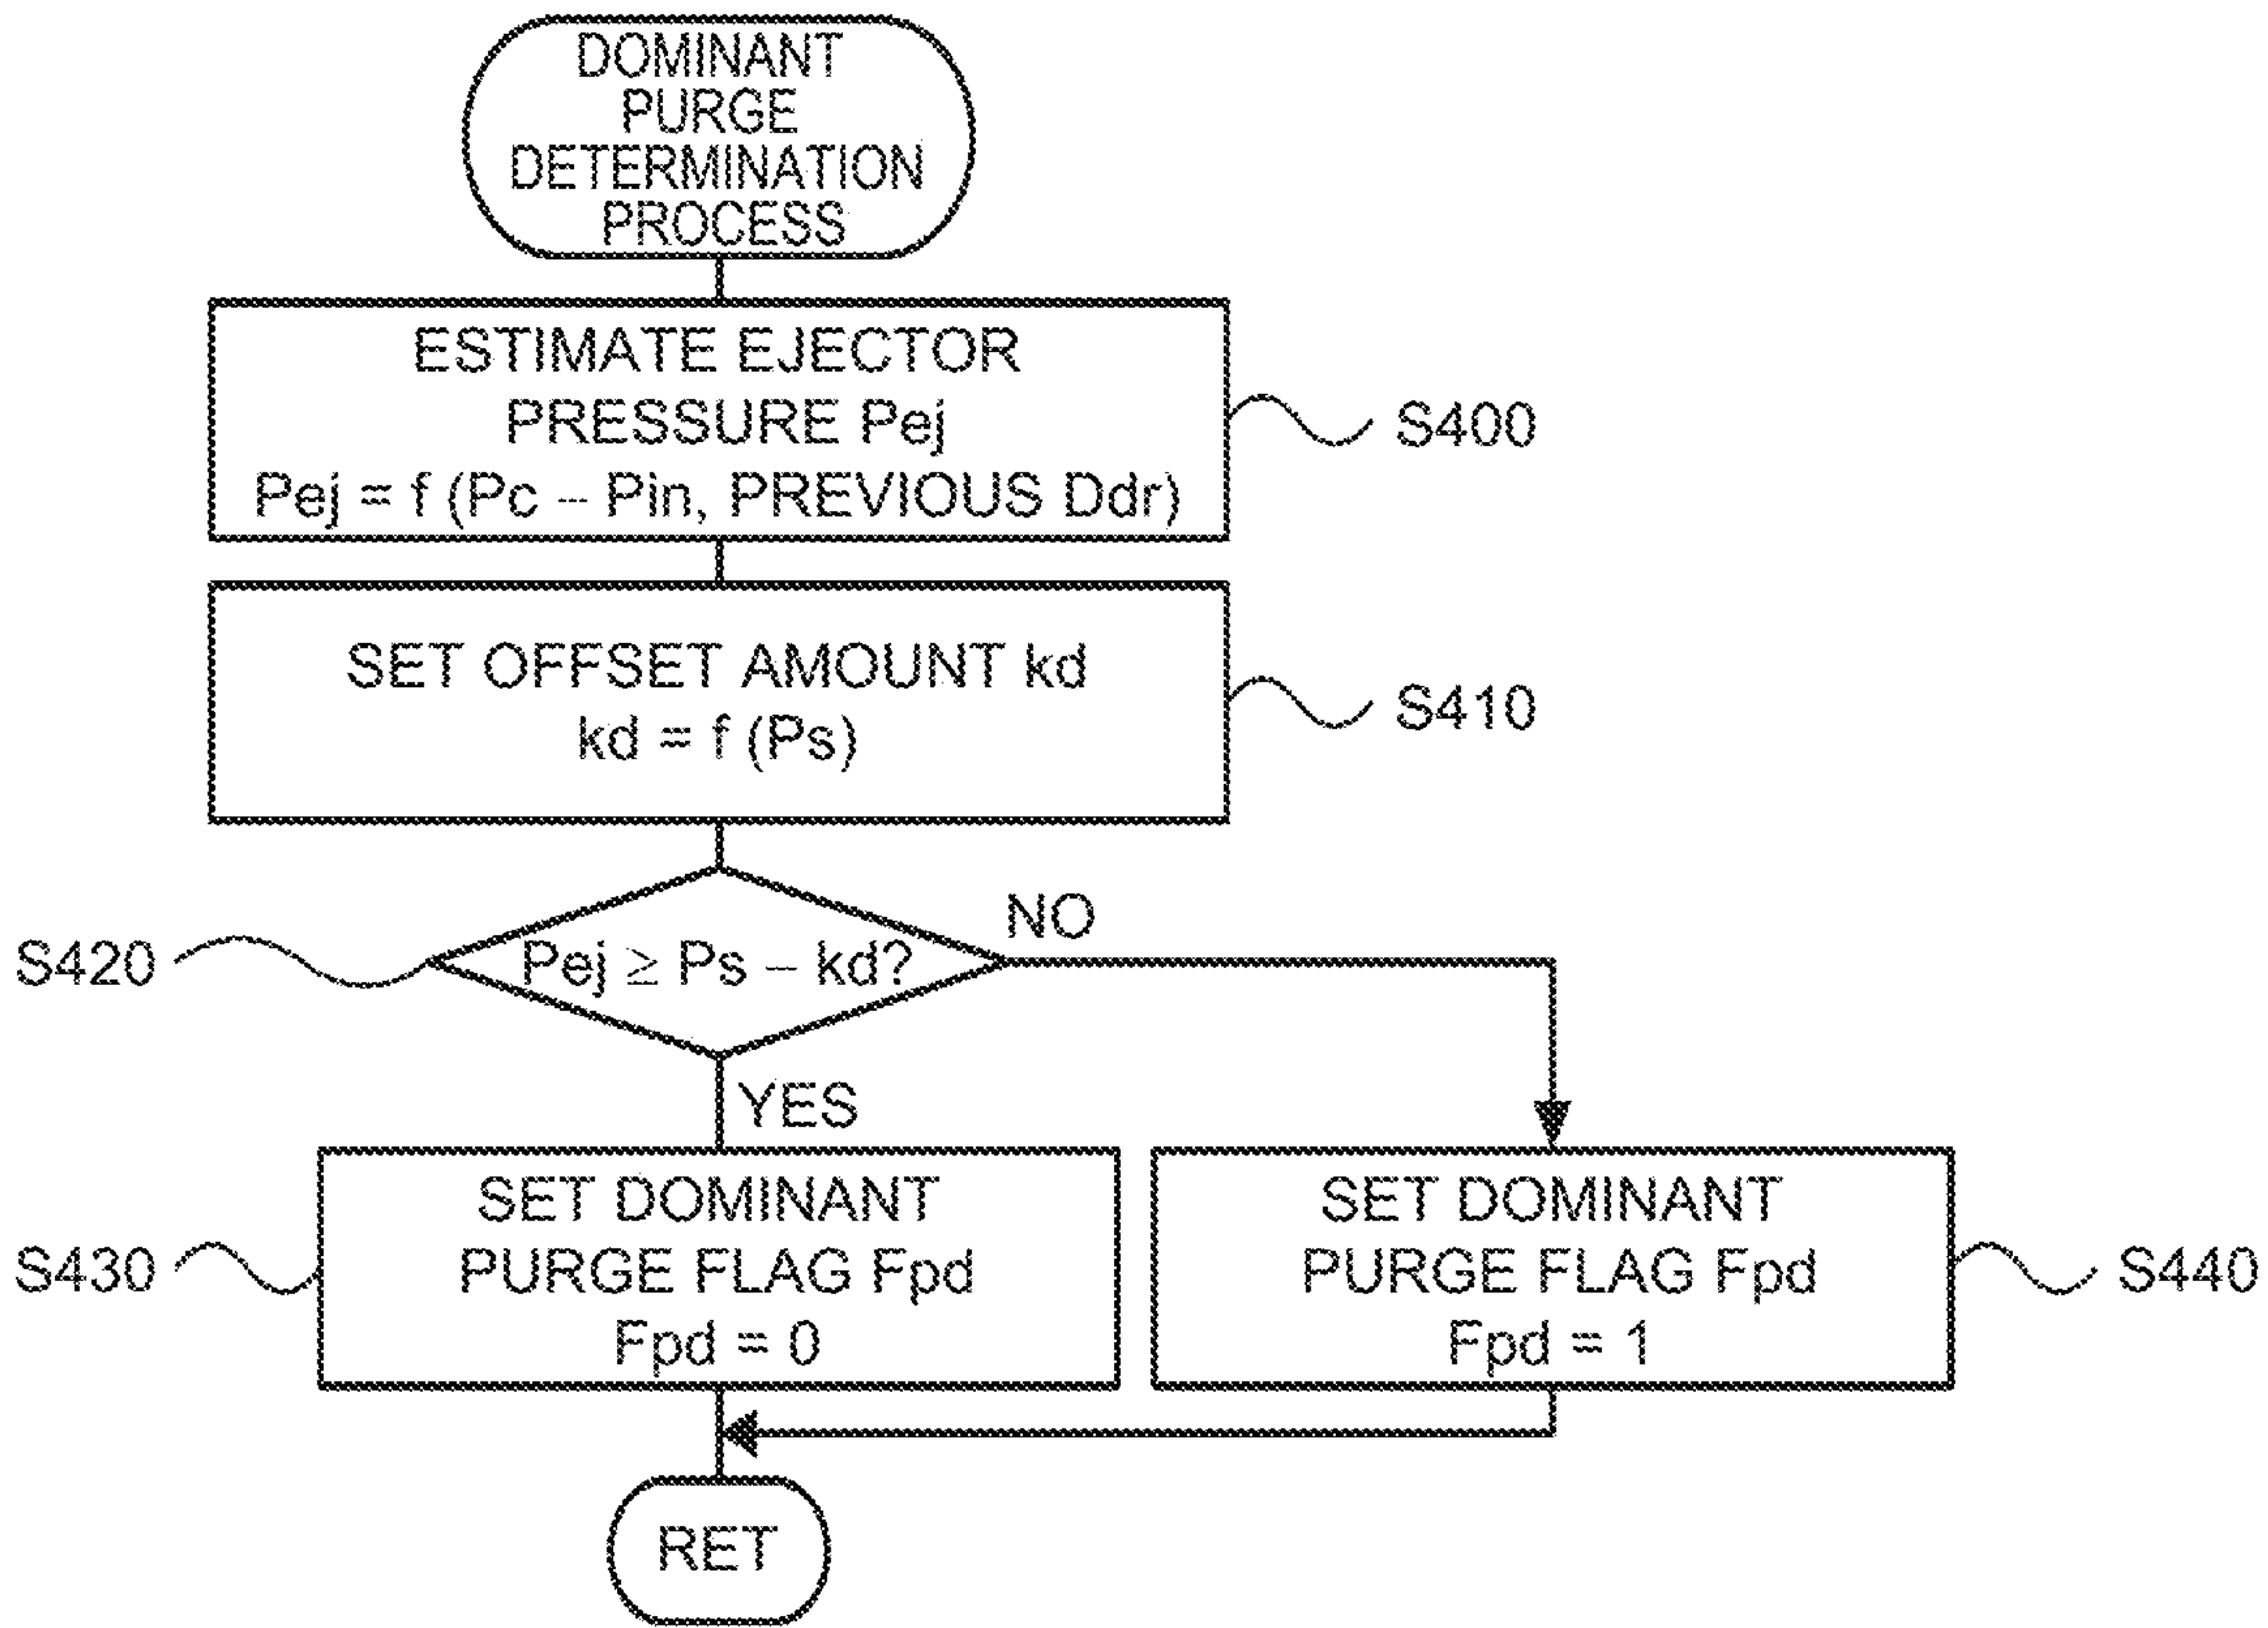 DOMINANT
PURGE
DETERMINATION
PROCESS
ESTIMATE EJECTOR
PRESSURE Pej
Pej = f (Pc – Pin, PREVIOUS Ddr)
S400
SET OFFSET AMOUNT kd
kd = f (Ps)
S410
S420
Pej ≥ Ps – kd?
NO
YES
SET DOMINANT
PURGE FLAG Fpd
Fpd = 0
S430
SET DOMINANT
PURGE FLAG Fpd
Fpd = 1
S440
RET